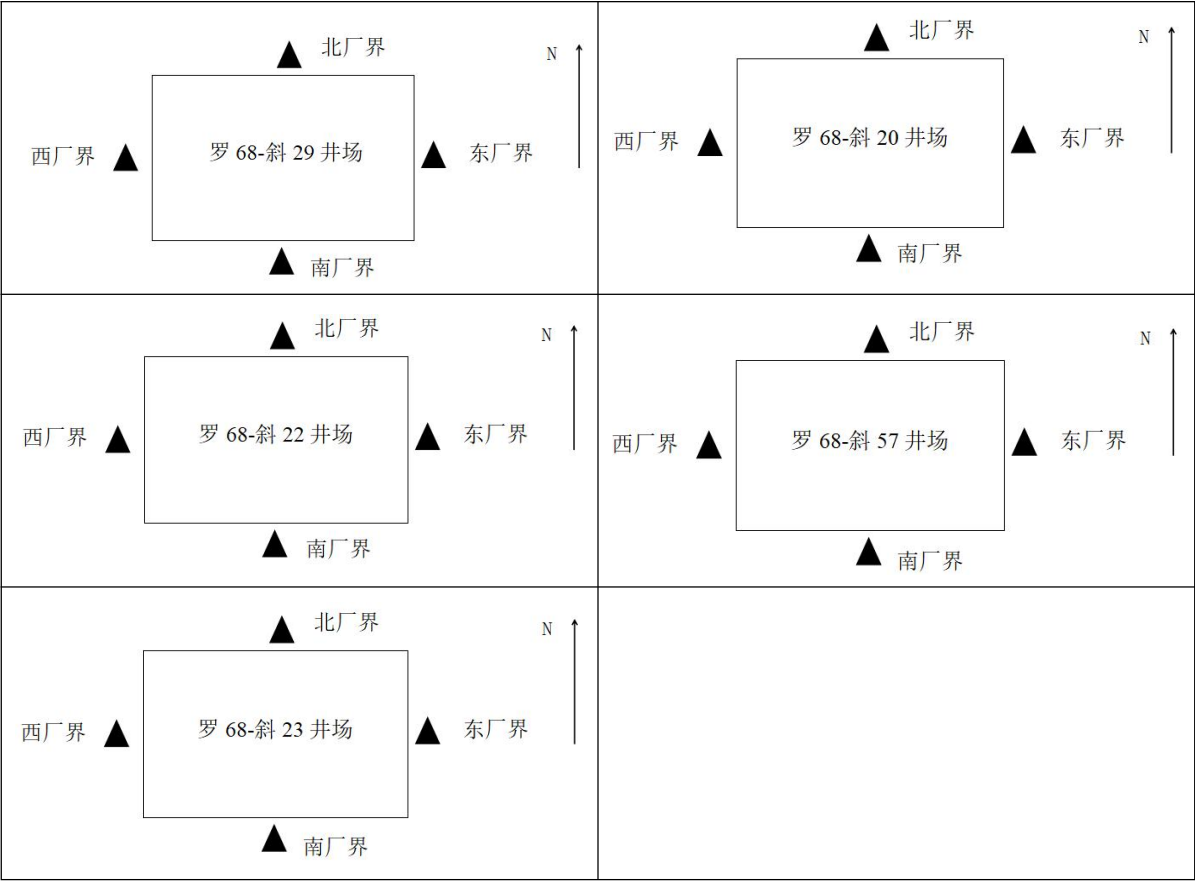 北厂界
N
西厂界
罗 68-斜 29 井场
东厂界
南厂界
北厂界
N
西厂界
罗 68-斜 20 井场
东厂界
南厂界
北厂界
N
西厂界
罗 68-斜 22 井场
东厂界
南厂界
北厂界
N
西厂界
罗 68-斜 57 井场
东厂界
南厂界
北厂界
N
西厂界
罗 68-斜 23 井场
东厂界
南厂界